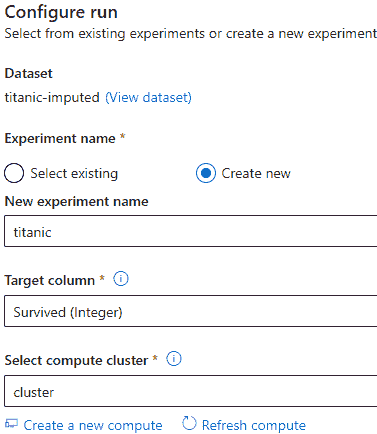 Configure run
Select from existing experiments or create a new experiment
Dataset
titanic-imputed (View dataset)
Experiment name *
Select existing Create new
New experiment name
titanic
Target column *
Survived (Integer)
Select compute cluster *
cluster
Create a new compute Refresh compute